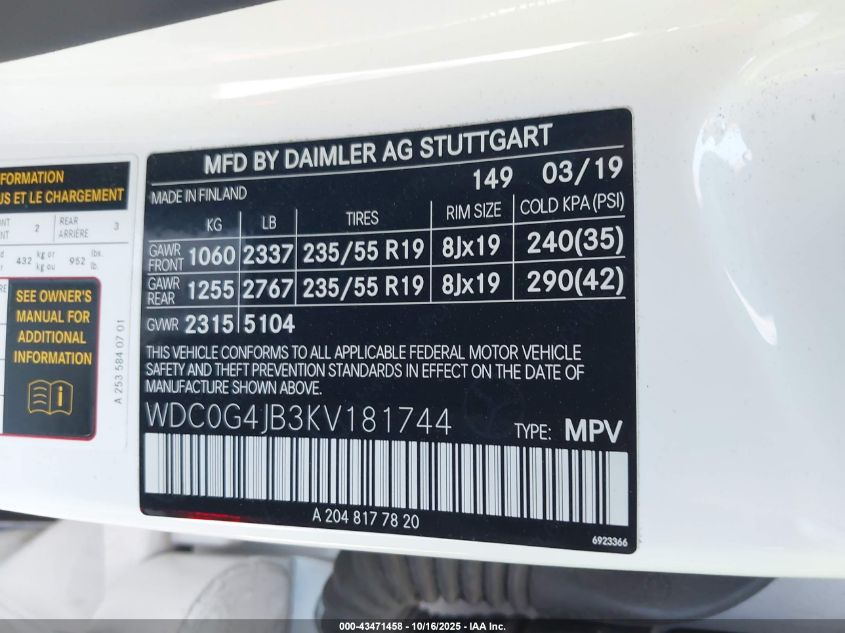 FORMATION
US ET LE CHARGEMENT
2 REAR ARRIÈRE 3
432 kg or kg ou 952 lbs. lb.
SEE OWNER'S
MANUAL FOR
ADDITIONAL
INFORMATION
A 253 584 07 01
MFD BY DAIMLER AG STUTTGART
149 03/19
MADE IN FINLAND
KG LB TIRES RIM SIZE COLD KPA (PSI)
GAWR FRONT 1060 2337 235/55 R19 8Jx19 240(35)
GAWR REAR 1255 2767 235/55 R19 8Jx19 290(42)
GVWR 2315 5104
THIS VEHICLE CONFORMS TO ALL APPLICABLE FEDERAL MOTOR VEHICLE
SAFETY AND THEFT PREVENTION STANDARDS IN EFFECT ON THE DATE OF
MANUFACTURE SHOWN ABOVE.
WDC0G4JB3KV181744
TYPE: MPV
A 204 817 78 20
6923366
000-43471458 - 10/16/2025 - IAA Inc.